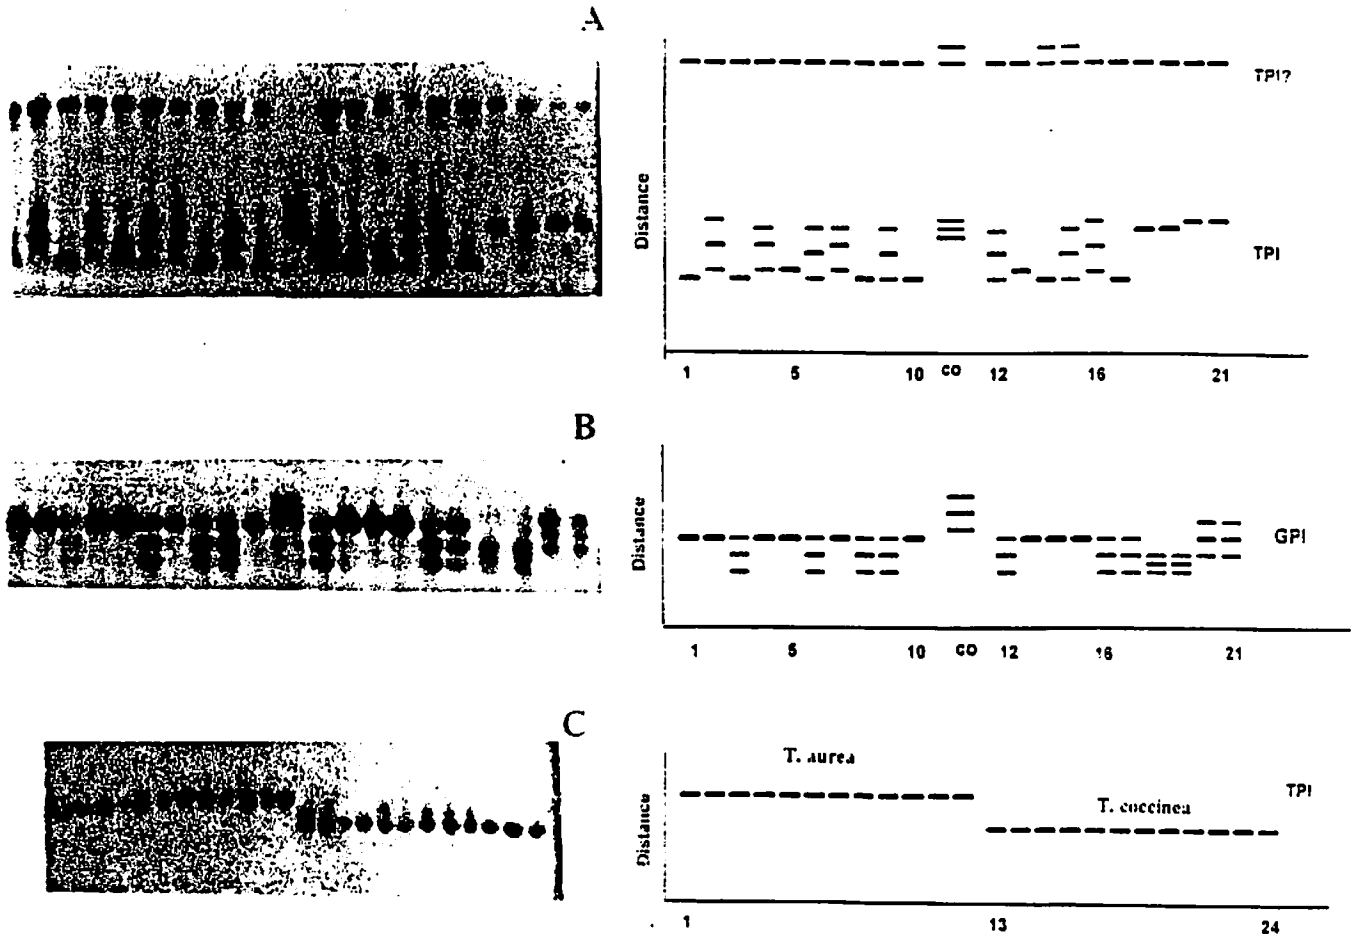 A
TPI?
Distance
TPI
1 5 10 co 12 16 21
B
Distance
GPI
1 5 10 co 12 16 21
C
T. aurea
TPI
Distance
T. coccinea
1 13 24